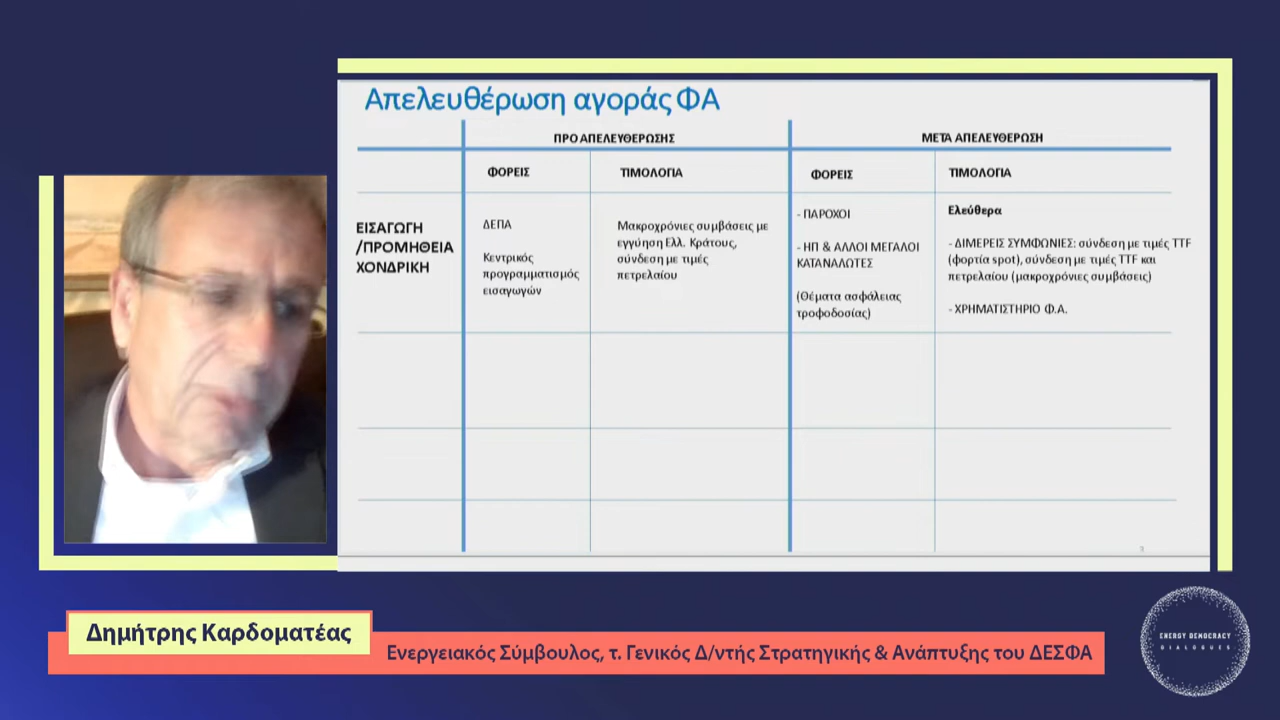 Απελευθέρωση αγοράς ΦΑ
ΠΡΟ ΑΠΕΛΕΥΘΕΡΩΣΗΣ
ΜΕΤΑ ΑΠΕΛΕΥΘΕΡΩΣΗ
ΦΟΡΕΙΣ
ΤΙΜΟΛΟΓΙΑ
ΦΟΡΕΙΣ
ΤΙΜΟΛΟΓΙΑ
ΕΙΣΑΓΩΓΗ
/ΠΡΟΜΗΘΕΙΑ
ΧΟΝΔΡΙΚΗ
ΔΕΠΑ
Κεντρικός
προγραμματισμός
εισαγωγών
Μακροχρόνιες συμβάσεις με
εγγύηση Ελλ. Κράτους,
σύνδεση με τιμές
πετρελαίου
- ΠΑΡΟΧΟΙ
- ΗΠ & ΑΛΛΟΙ ΜΕΓΑΛΟΙ
ΚΑΤΑΝΑΛΩΤΕΣ
(Θέματα ασφάλειας
τροφοδοσίας)
Ελεύθερα
- ΔΙΜΕΡΕΙΣ ΣΥΜΦΩΝΙΕΣ: σύνδεση με τιμές TTF
(φορτία spot), σύνδεση με τιμές TTF και
πετρελαίου (μακροχρόνιες συμβάσεις)
- ΧΡΗΜΑΤΙΣΤΗΡΙΟ Φ.Α.
Δημήτρης Καρδοματέας
Ενεργειακός Σύμβουλος, τ. Γενικός Δ/ντής Στρατηγικής & Ανάπτυξης του ΔΕΣΦΑ
ENERGY DEMOCRACY
DIALOGUES